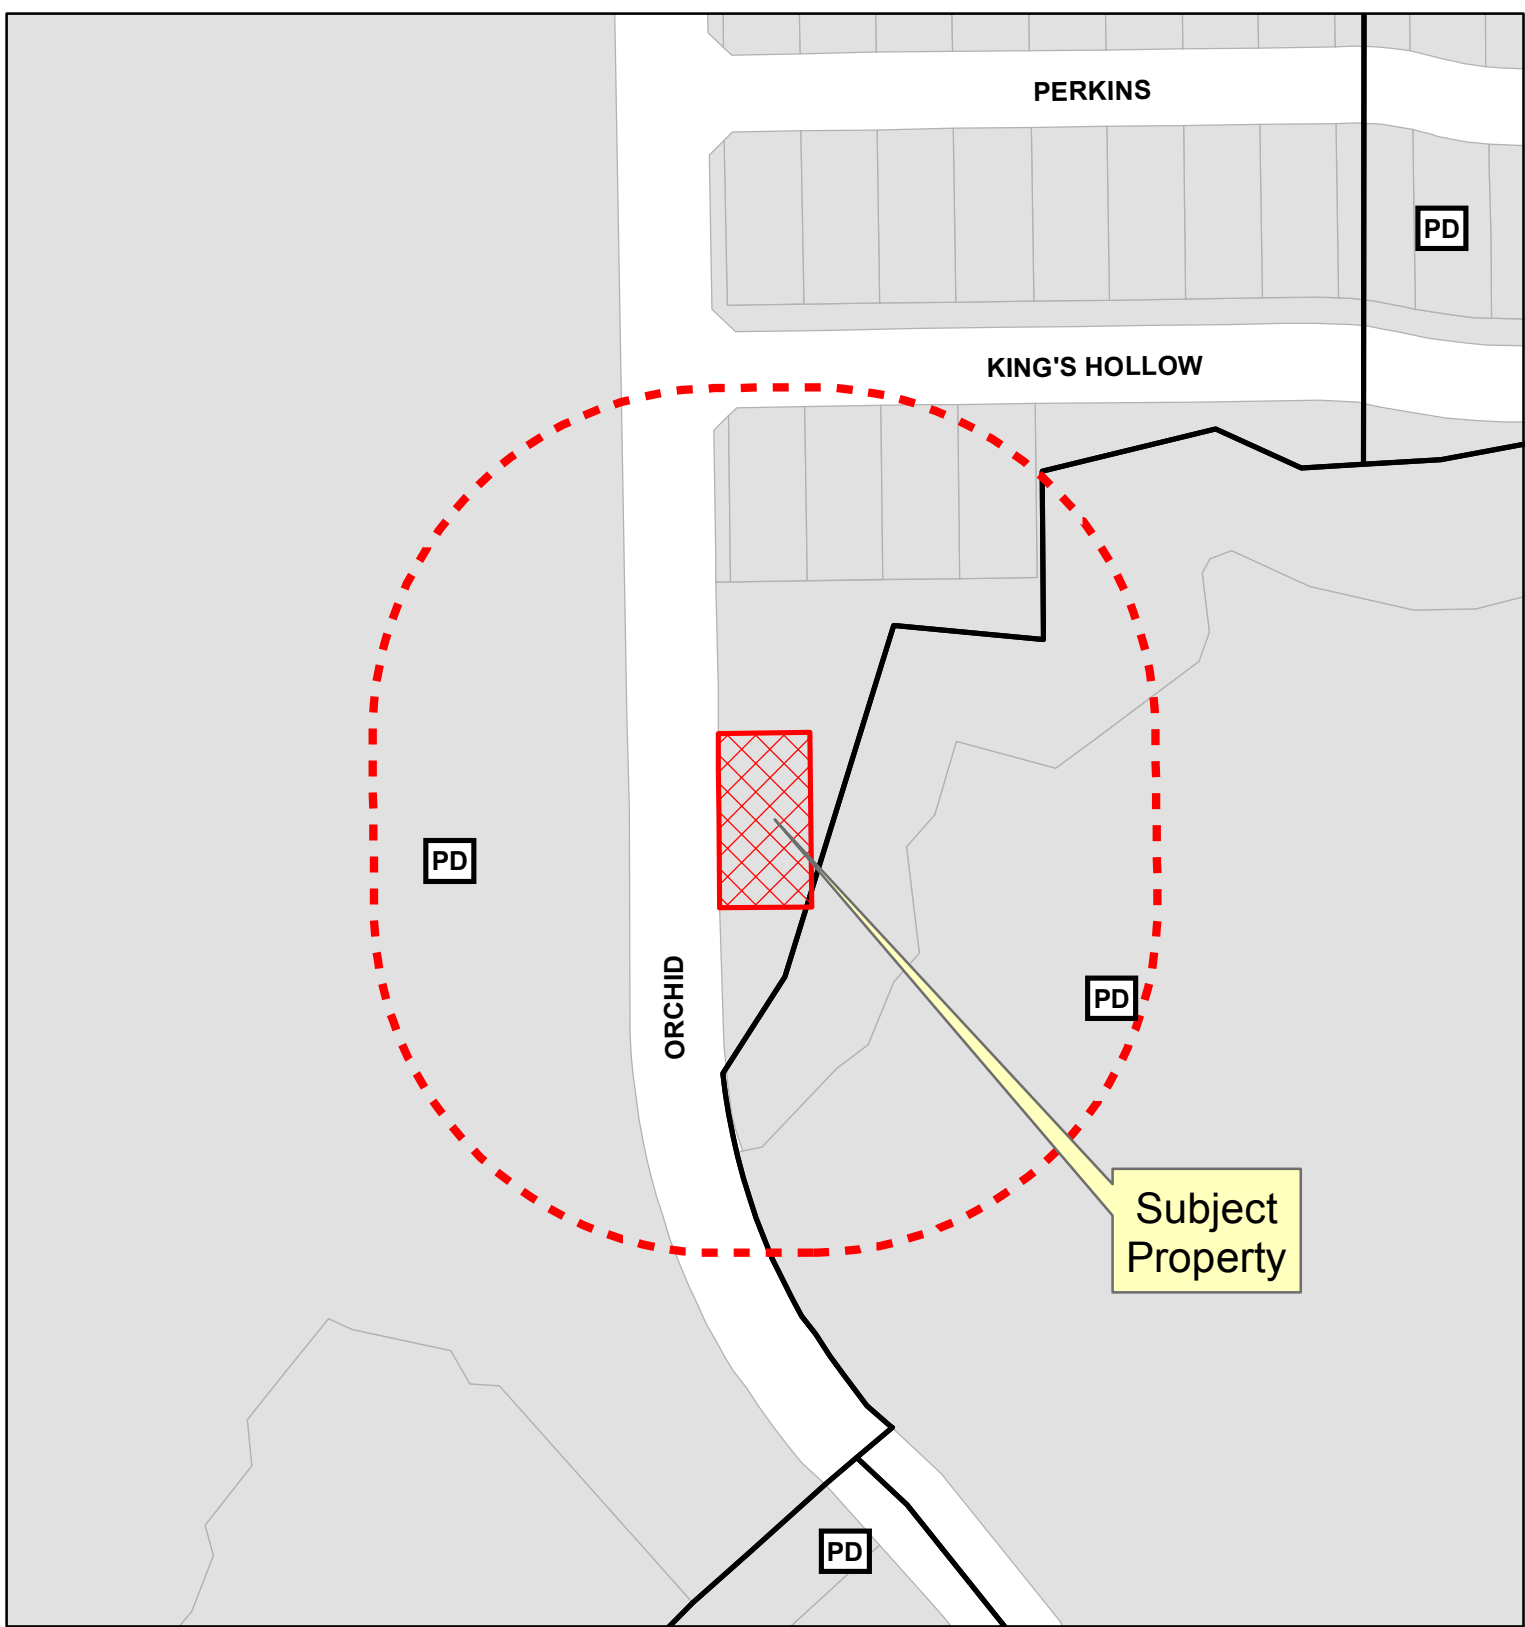 PERKINS
PD
KING'S HOLLOW
PD
ORCHID
PD
Subject
Property
PD